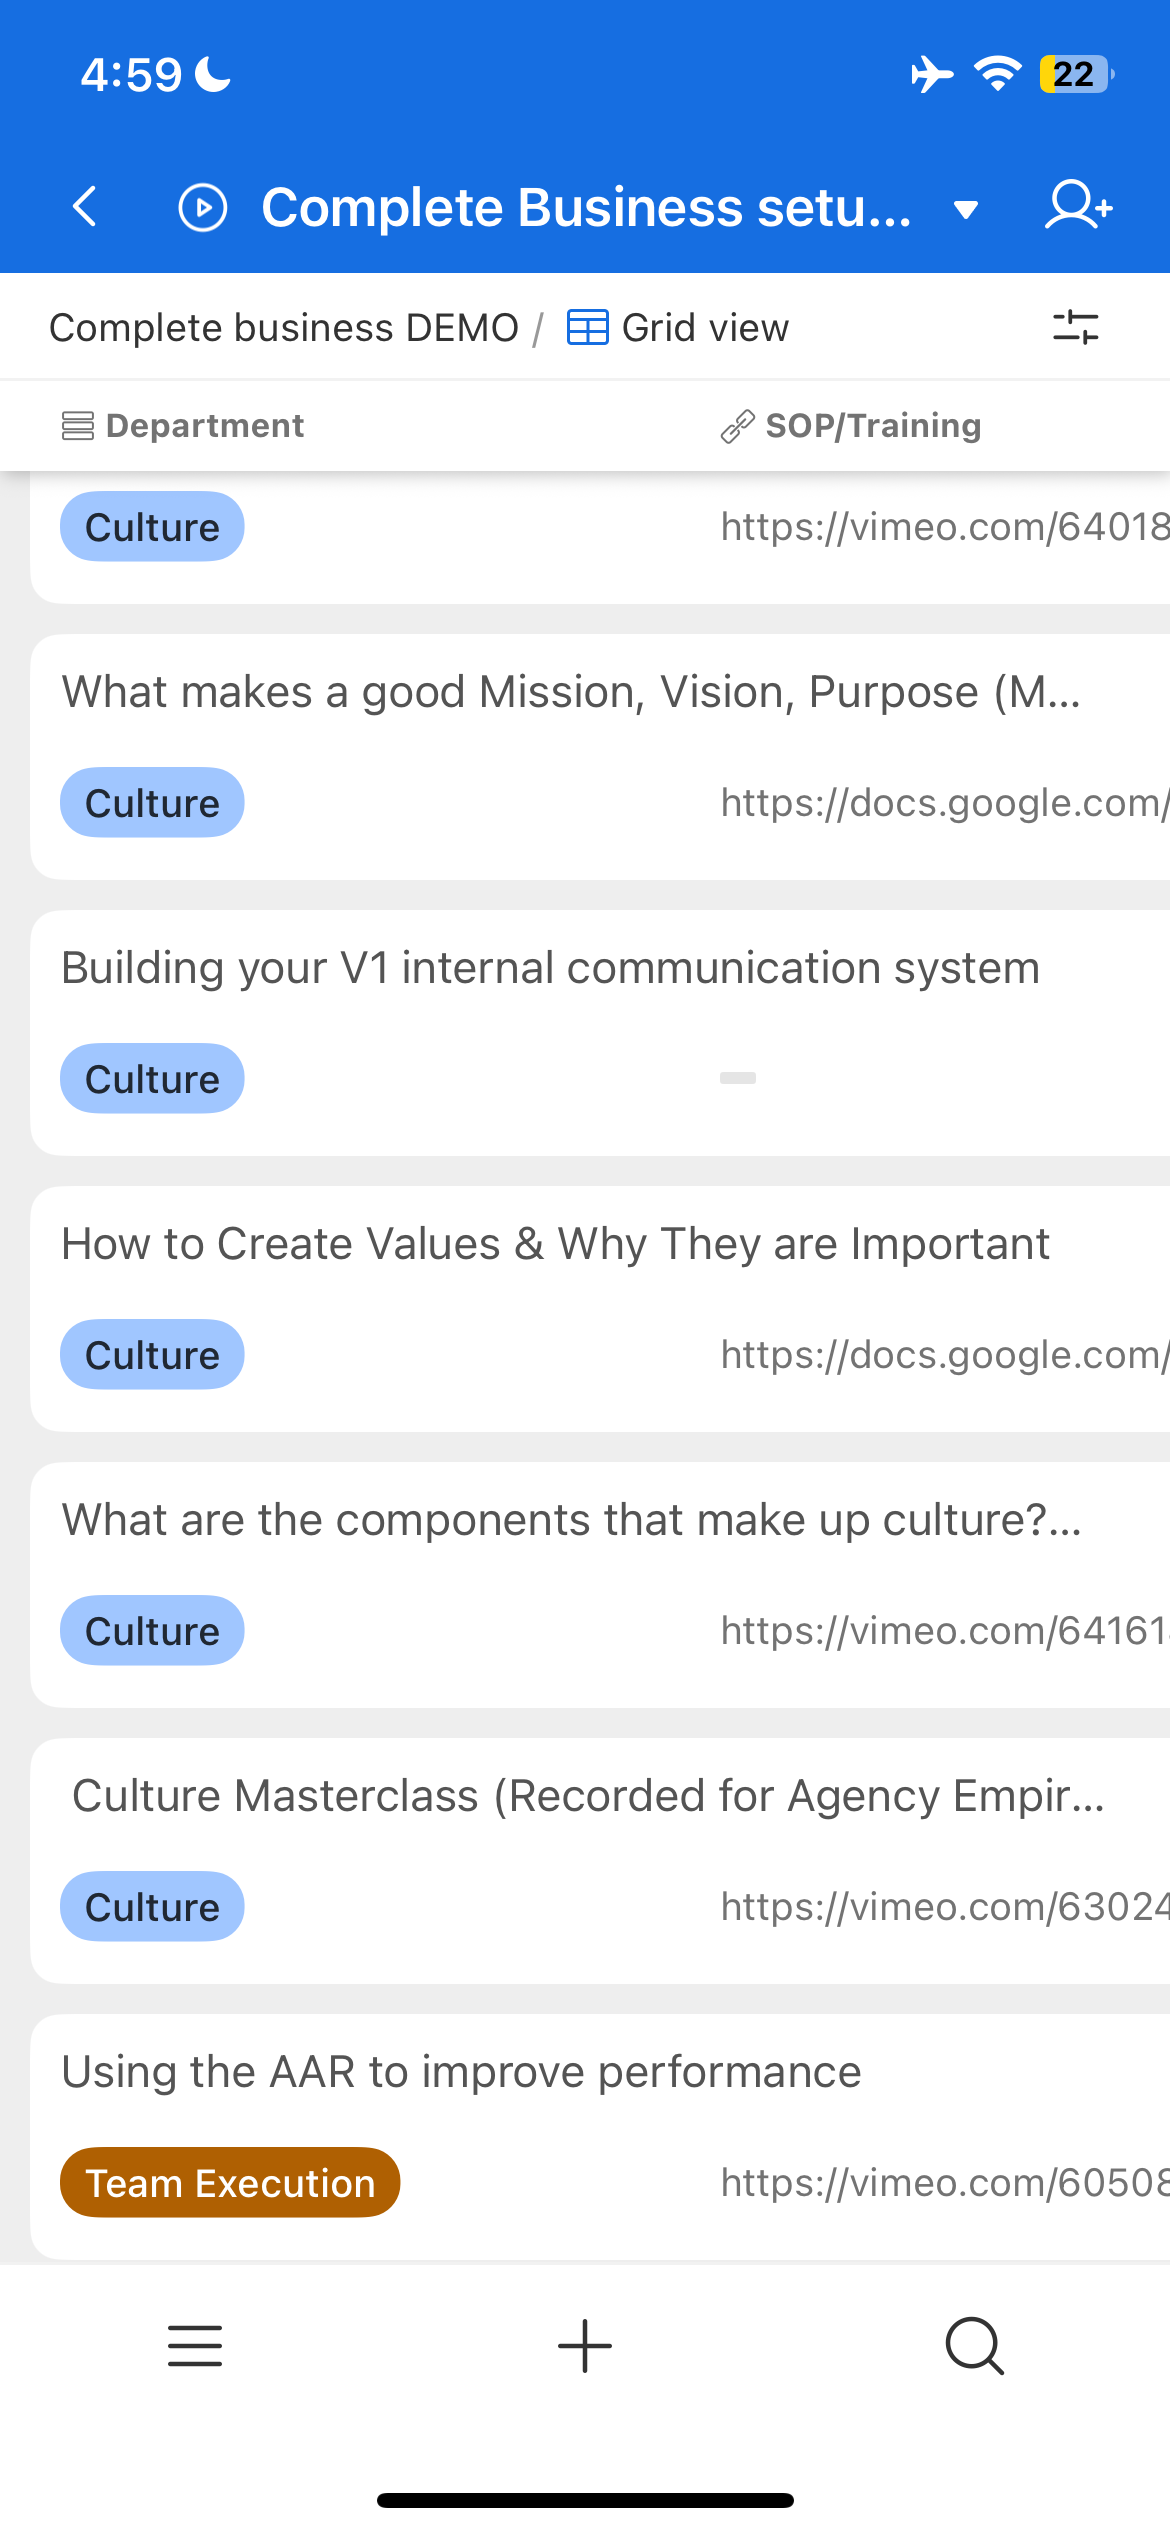 4:59
22
Complete Business setu...
Complete business DEMO / Grid view
Department SOP/Training
Culture https://vimeo.com/64018
What makes a good Mission, Vision, Purpose (M...
Culture https://docs.google.com/
Building your V1 internal communication system
Culture
How to Create Values & Why They are Important
Culture https://docs.google.com/
What are the components that make up culture?...
Culture https://vimeo.com/64161
Culture Masterclass (Recorded for Agency Empir...
Culture https://vimeo.com/63024
Using the AAR to improve performance
Team Execution https://vimeo.com/60508